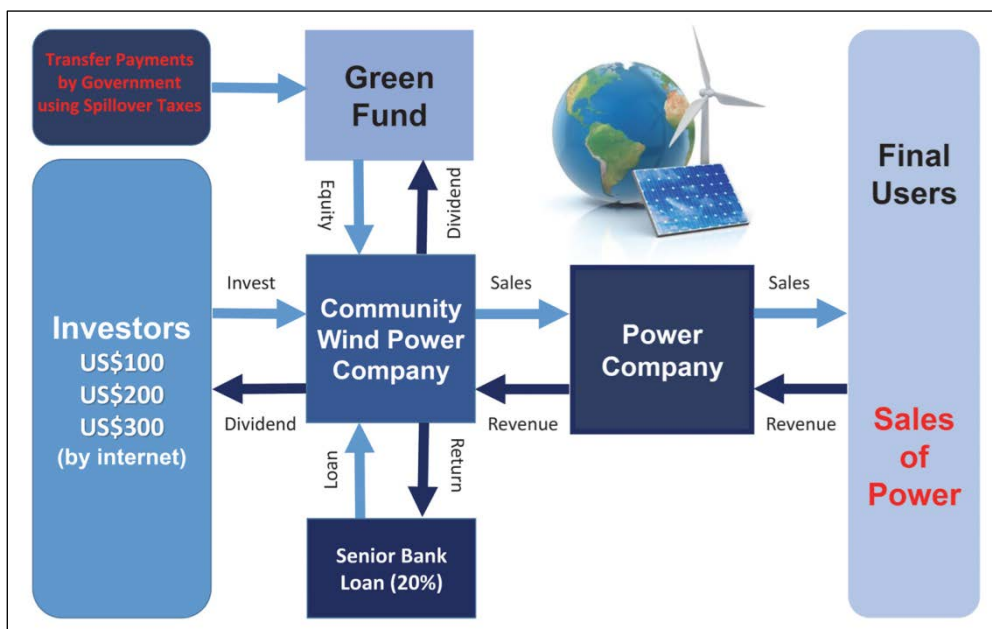 Transfer Payments
by Government
using Spillover Taxes
Green
Fund
Equity
Dividend
Investors
US$100
US$200
US$300
(by internet)
Invest
Dividend
Community
Wind Power
Company
Loan
Return
Senior Bank
Loan (20%)
Sales
Revenue
Power
Company
Sales
Revenue
Final
Users
Sales
of
Power